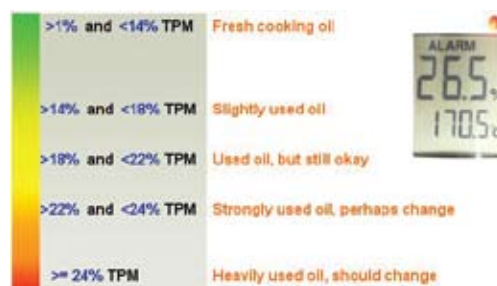 >1% and <14% TPM Fresh cooking oil
>14% and <18% TPM Slightly used oil
>18% and <22% TPM Used oil, but still okay
>22% and <24% TPM Strongly used oil, perhaps change
>= 24% TPM Heavily used oil, should change
ALARM
26.5%
170.5